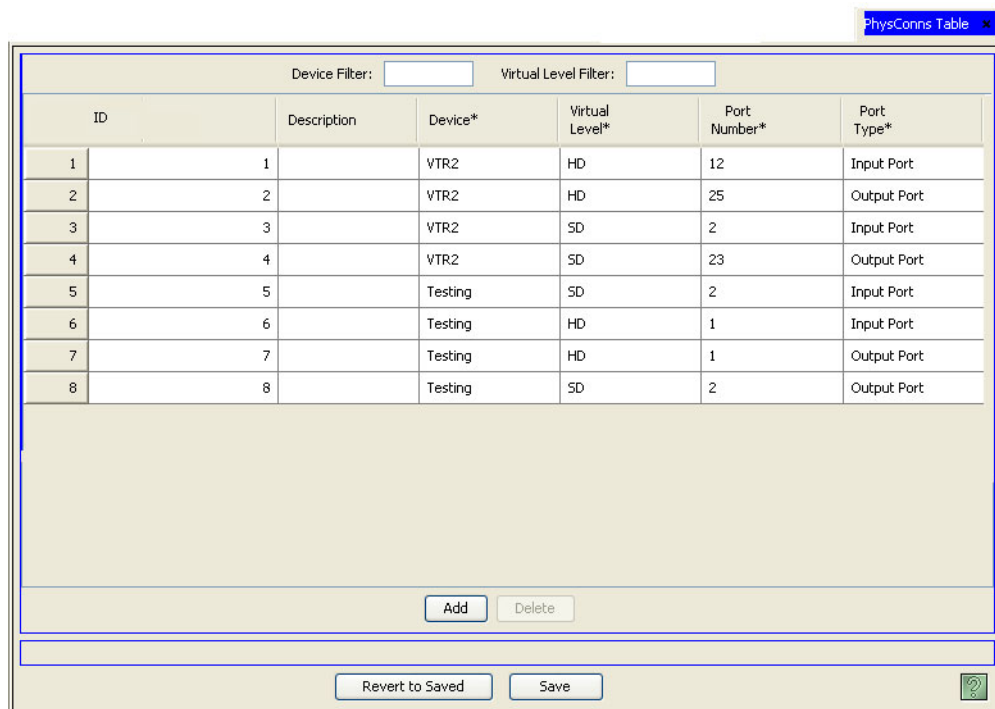 PhysConns Table x
Device Filter: Virtual Level Filter:
ID Description Device* Virtual Level* Port Number* Port Type*
1 1 VTR2 HD 12 Input Port
2 2 VTR2 HD 25 Output Port
3 3 VTR2 SD 2 Input Port
4 4 VTR2 SD 23 Output Port
5 5 Testing SD 2 Input Port
6 6 Testing HD 1 Input Port
7 7 Testing HD 1 Output Port
8 8 Testing SD 2 Output Port
Add Delete
Revert to Saved Save ?